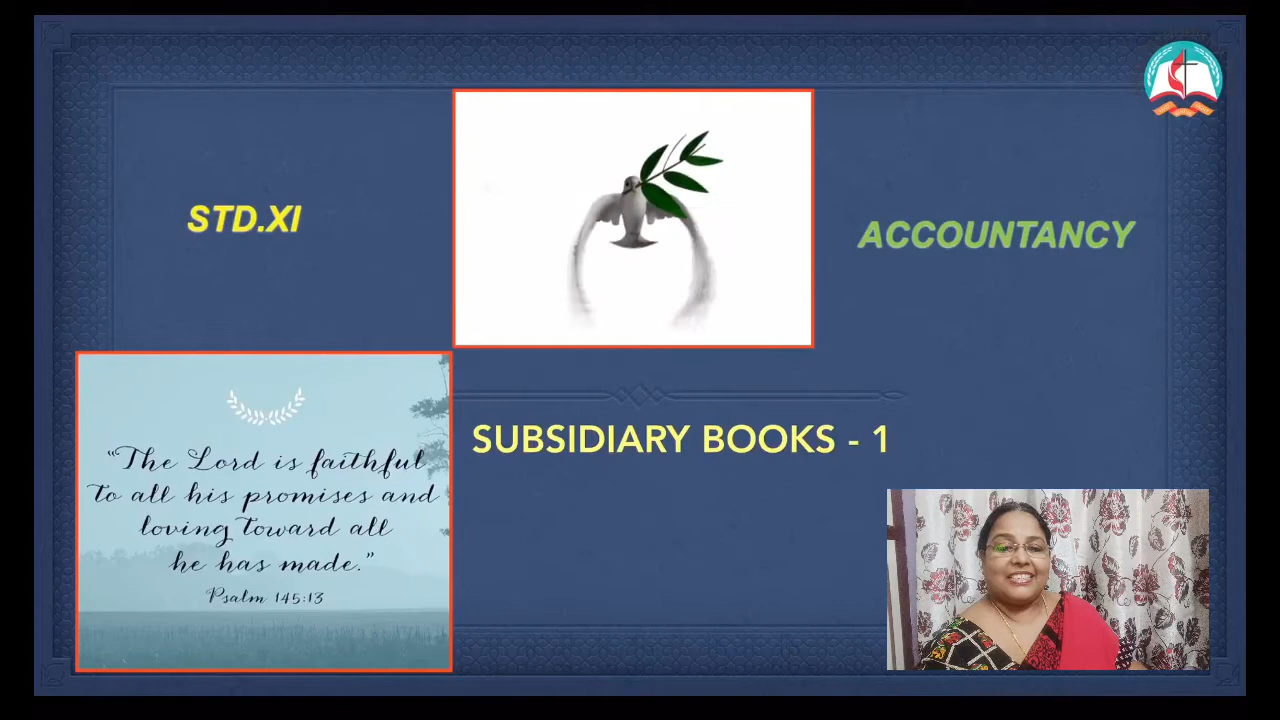 STD.XI
ACCOUNTANCY
SUBSIDIARY BOOKS - 1
“The Lord is faithful
to all his promises and
loving toward all
he has made.”
Psalm 145:13